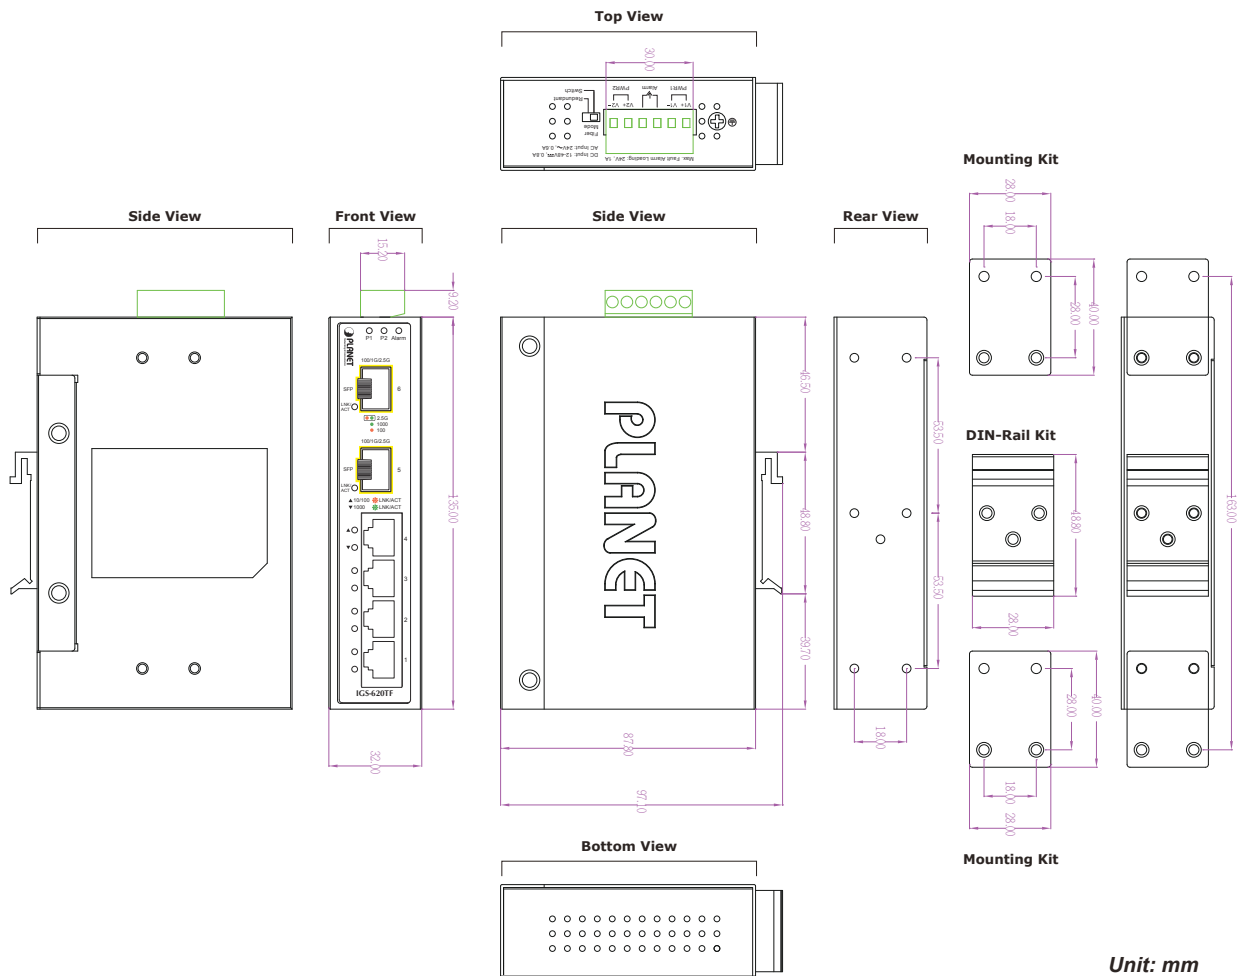 Top View
30.00
Switch
Redundant
Fiber
Mode
PWR2
Alarm
PWR1
V2- V2+ V1- V1+
DC Input: 12-48V, 0.8A
AC Input: 24V~, 0.6A
Max. Fault Alarm Loading: 24V, 1A
Mounting Kit
28.00
18.00
28.00
40.00
Side View
Front View
Side View
Rear View
15.20
9.20
P1 P2 Alarm
PLANET
100/1G/2.5G
SFP
6
LNK/
ACT
2.5G
1000
100
100/1G/2.5G
SFP
5
LNK/
ACT
▲10/100 LNK/ACT
▼1000 LNK/ACT
▲
▼
4
3
2
1
IGS-620TF
135.00
32.00
PLANET
46.50
48.80
39.70
87.80
97.10
53.50
53.50
18.00
DIN-Rail Kit
48.80
28.00
163.00
28.00
40.00
18.00
28.00
Mounting Kit
Bottom View
Unit: mm